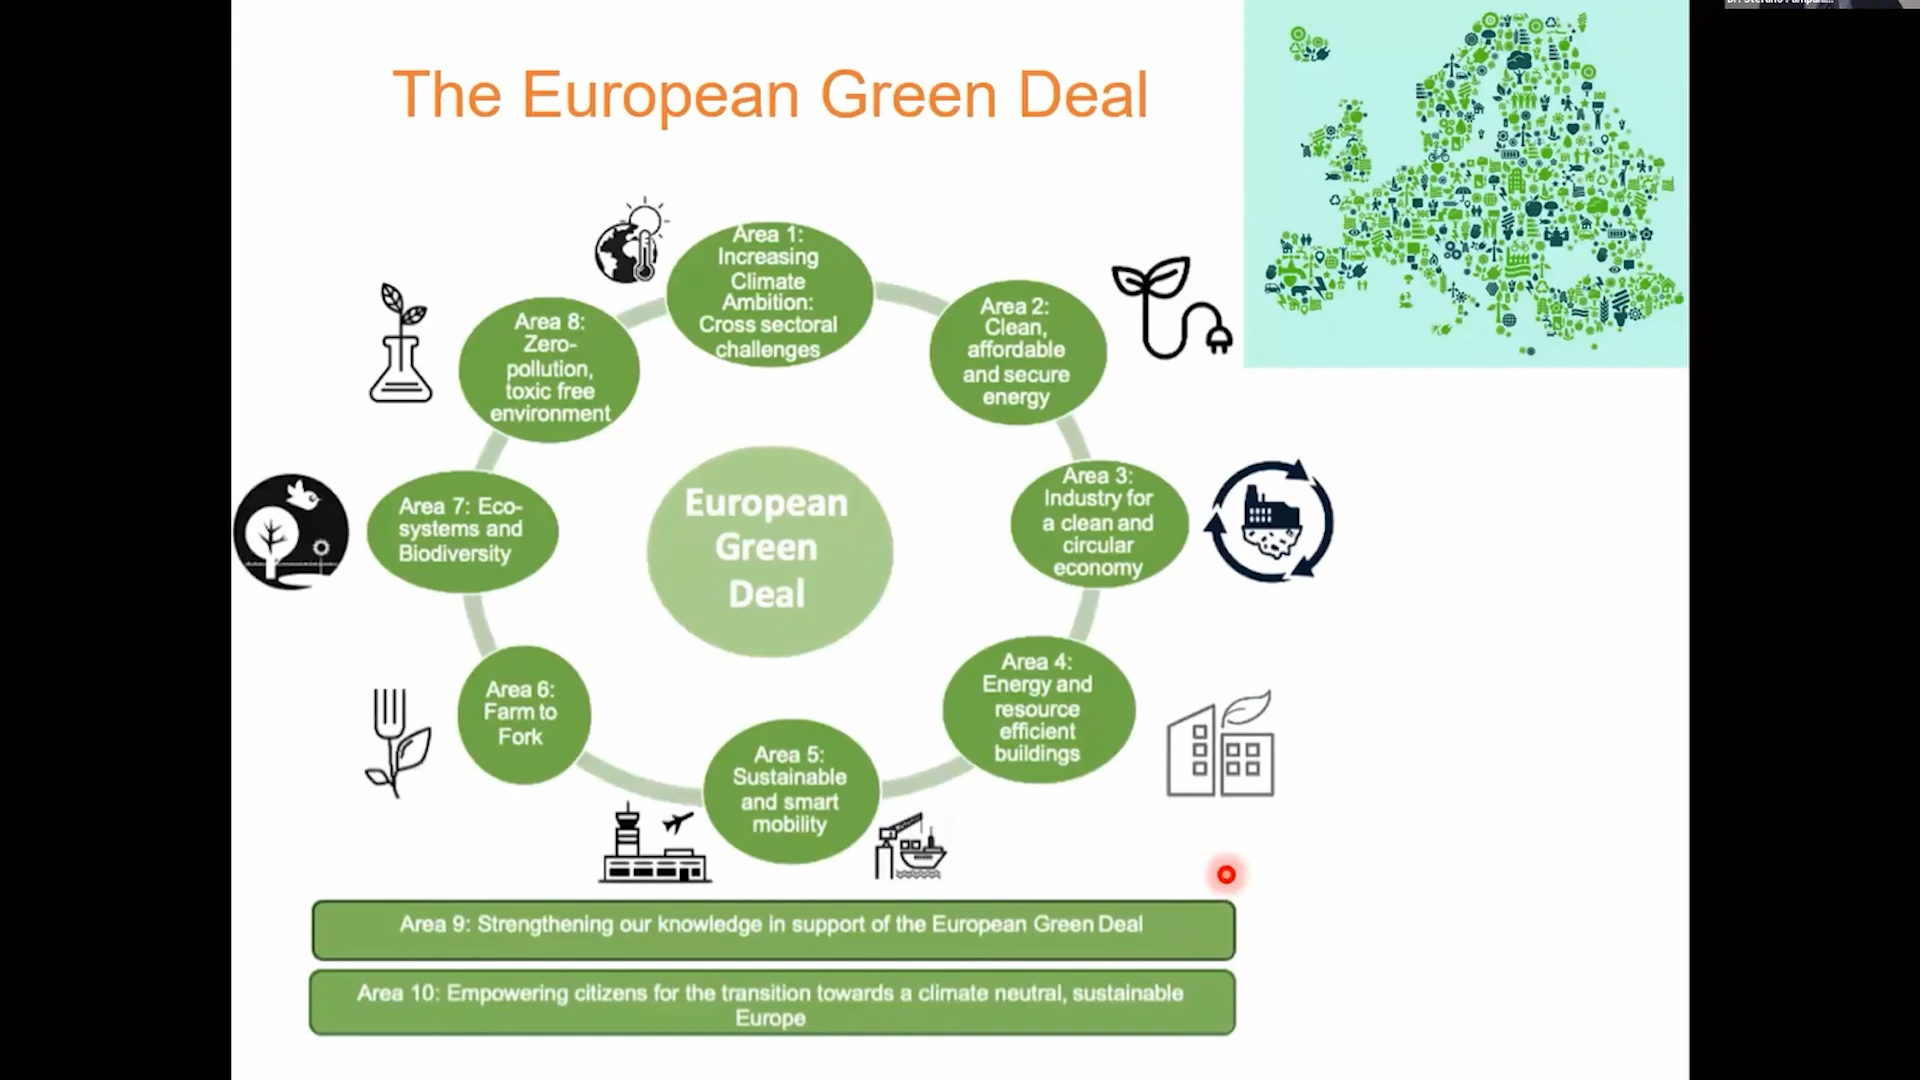 The European Green Deal
Area 1:
Increasing
Climate
Ambition:
Cross sectoral
challenges
Area 2:
Clean,
affordable
and secure
energy
Area 3:
Industry for
a clean and
circular
economy
Area 4:
Energy and
resource
efficient
buildings
Area 5:
Sustainable
and smart
mobility
Area 6:
Farm to
Fork
Area 7: Eco-
systems and
Biodiversity
Area 8:
Zero-
pollution,
toxic free
environment
European
Green
Deal
Area 9: Strengthening our knowledge in support of the European Green Deal
Area 10: Empowering citizens for the transition towards a climate neutral, sustainable
Europe